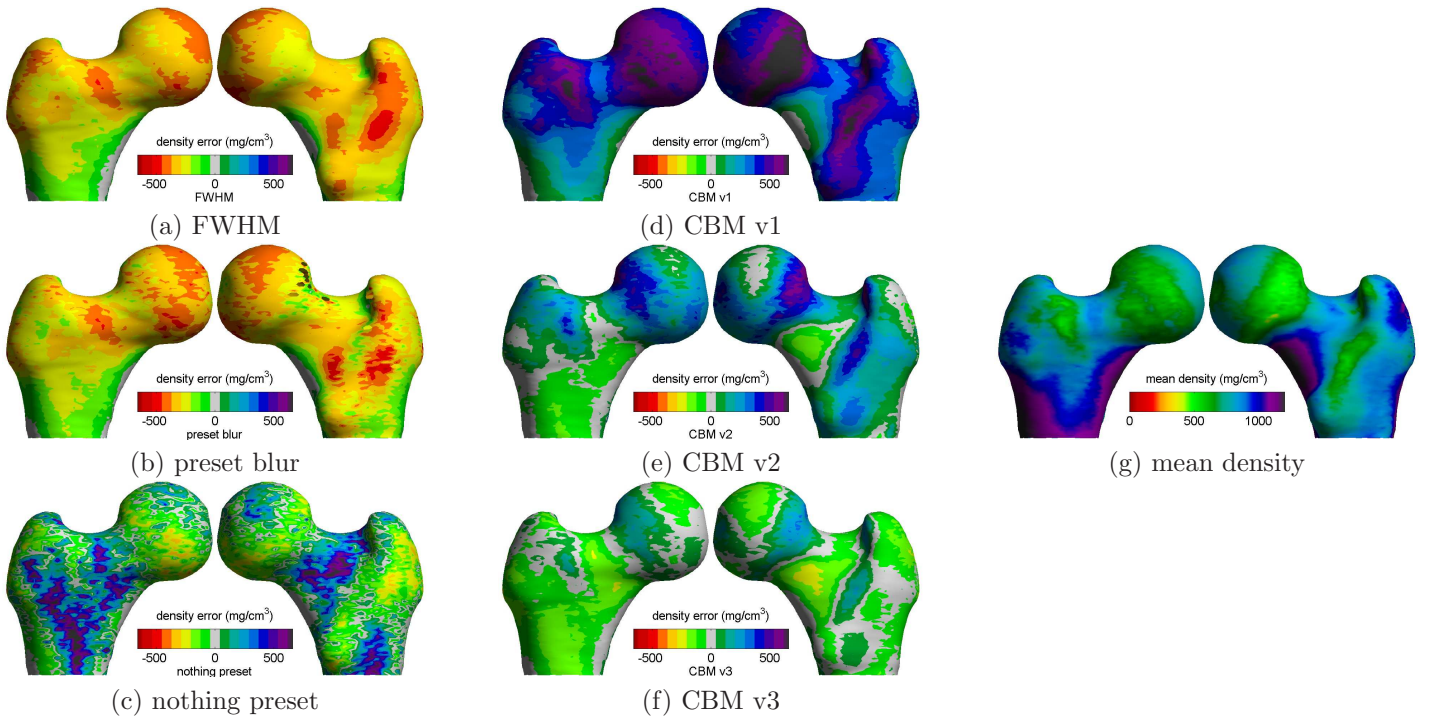 density error (mg/cm³)
-500 0 500
FWHM
(a) FWHM
density error (mg/cm³)
-500 0 500
CBM v1
(d) CBM v1
density error (mg/cm³)
-500 0 500
preset blur
(b) preset blur
density error (mg/cm³)
-500 0 500
CBM v2
(e) CBM v2
mean density (mg/cm³)
0 500 1000
(g) mean density
density error (mg/cm³)
-500 0 500
nothing preset
(c) nothing preset
density error (mg/cm³)
-500 0 500
CBM v3
(f) CBM v3